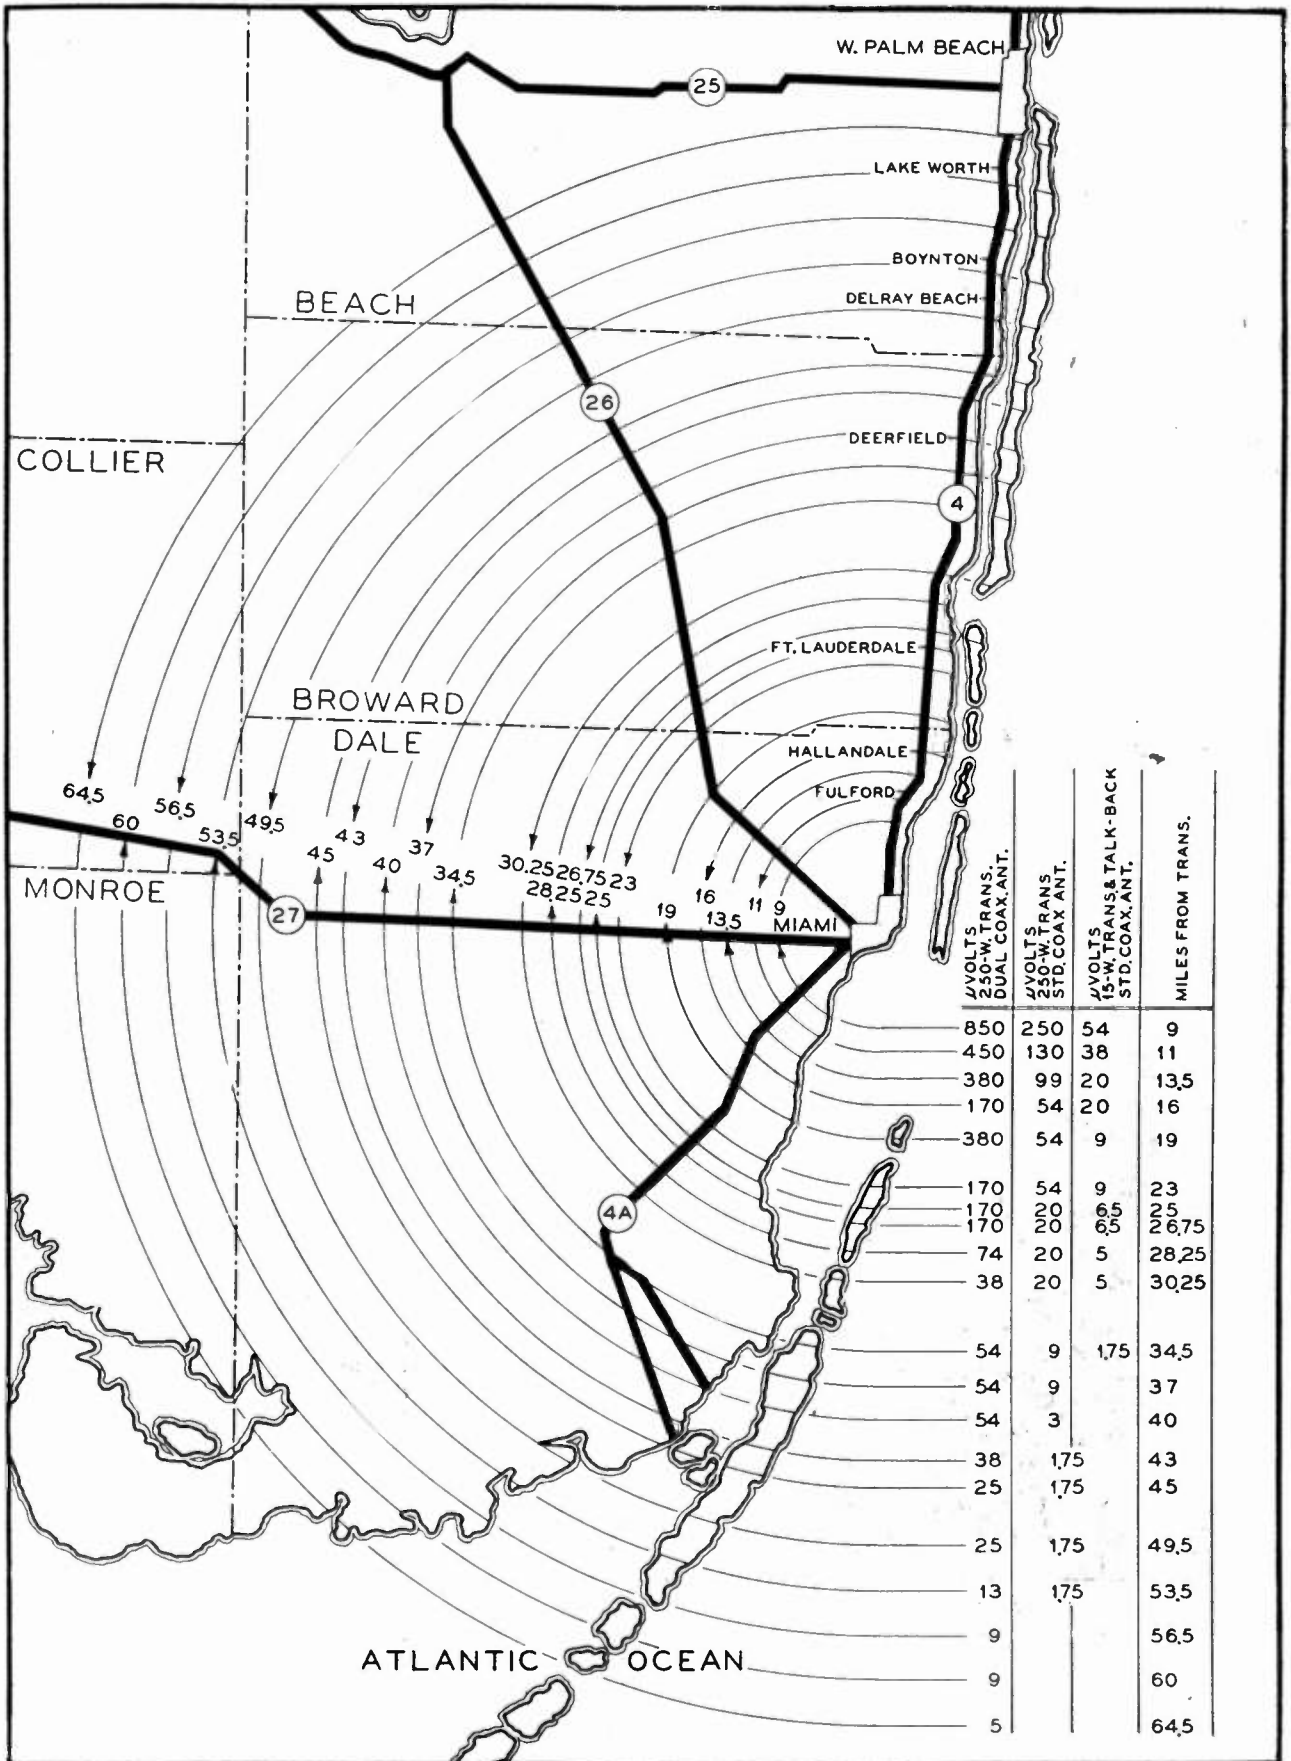 W. PALM BEACH
25
LAKE WORTH
BOYNTON
DELRAY BEACH
BEACH
26
COLLIER
DEERFIELD
4
FT. LAUDERDALE
BROWARD
DALE
HALLANDALE
FULFORD
64.5
60
56.5
53.5
49.5
45
43
40
37
34.5
30.25
28.25
26.75
25
23
19
16
13.5
11
9
MIAMI
MONROE
27
4A
µVOLTS
250-W. TRANS.
DUAL COAX. ANT.
µVOLTS
250-W. TRANS
STD. COAX ANT.
µVOLTS
15-W. TRANS. & TALK-BACK
STD. COAX. ANT.
MILES FROM TRANS.
850 250 54 9
450 130 38 11
380 99 20 13.5
170 54 20 16
380 54 9 19
170 54 9 23
170 20 6.5 25
170 20 6.5 26.75
74 20 5 28.25
38 20 5 30.25
54 9 1.75 34.5
54 9 37
54 3 40
38 1.75 43
25 1.75 45
25 1.75 49.5
13 1.75 53.5
9 56.5
9 60
5 64.5
ATLANTIC OCEAN